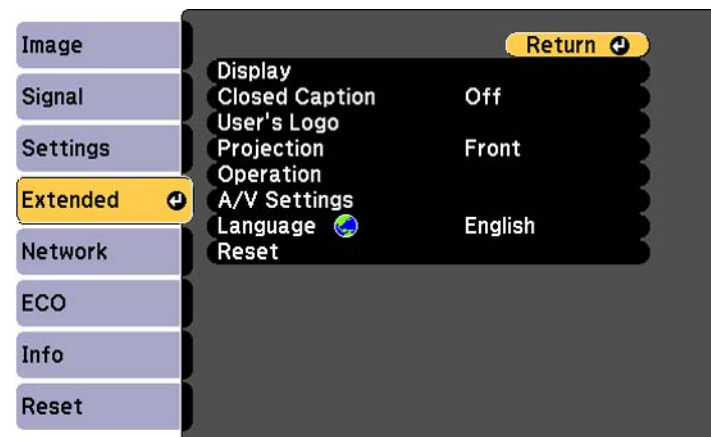 Image
Signal
Settings
Extended
Network
ECO
Info
Reset
Return
Display
Closed Caption Off
User's Logo
Projection Front
Operation
A/V Settings
Language English
Reset